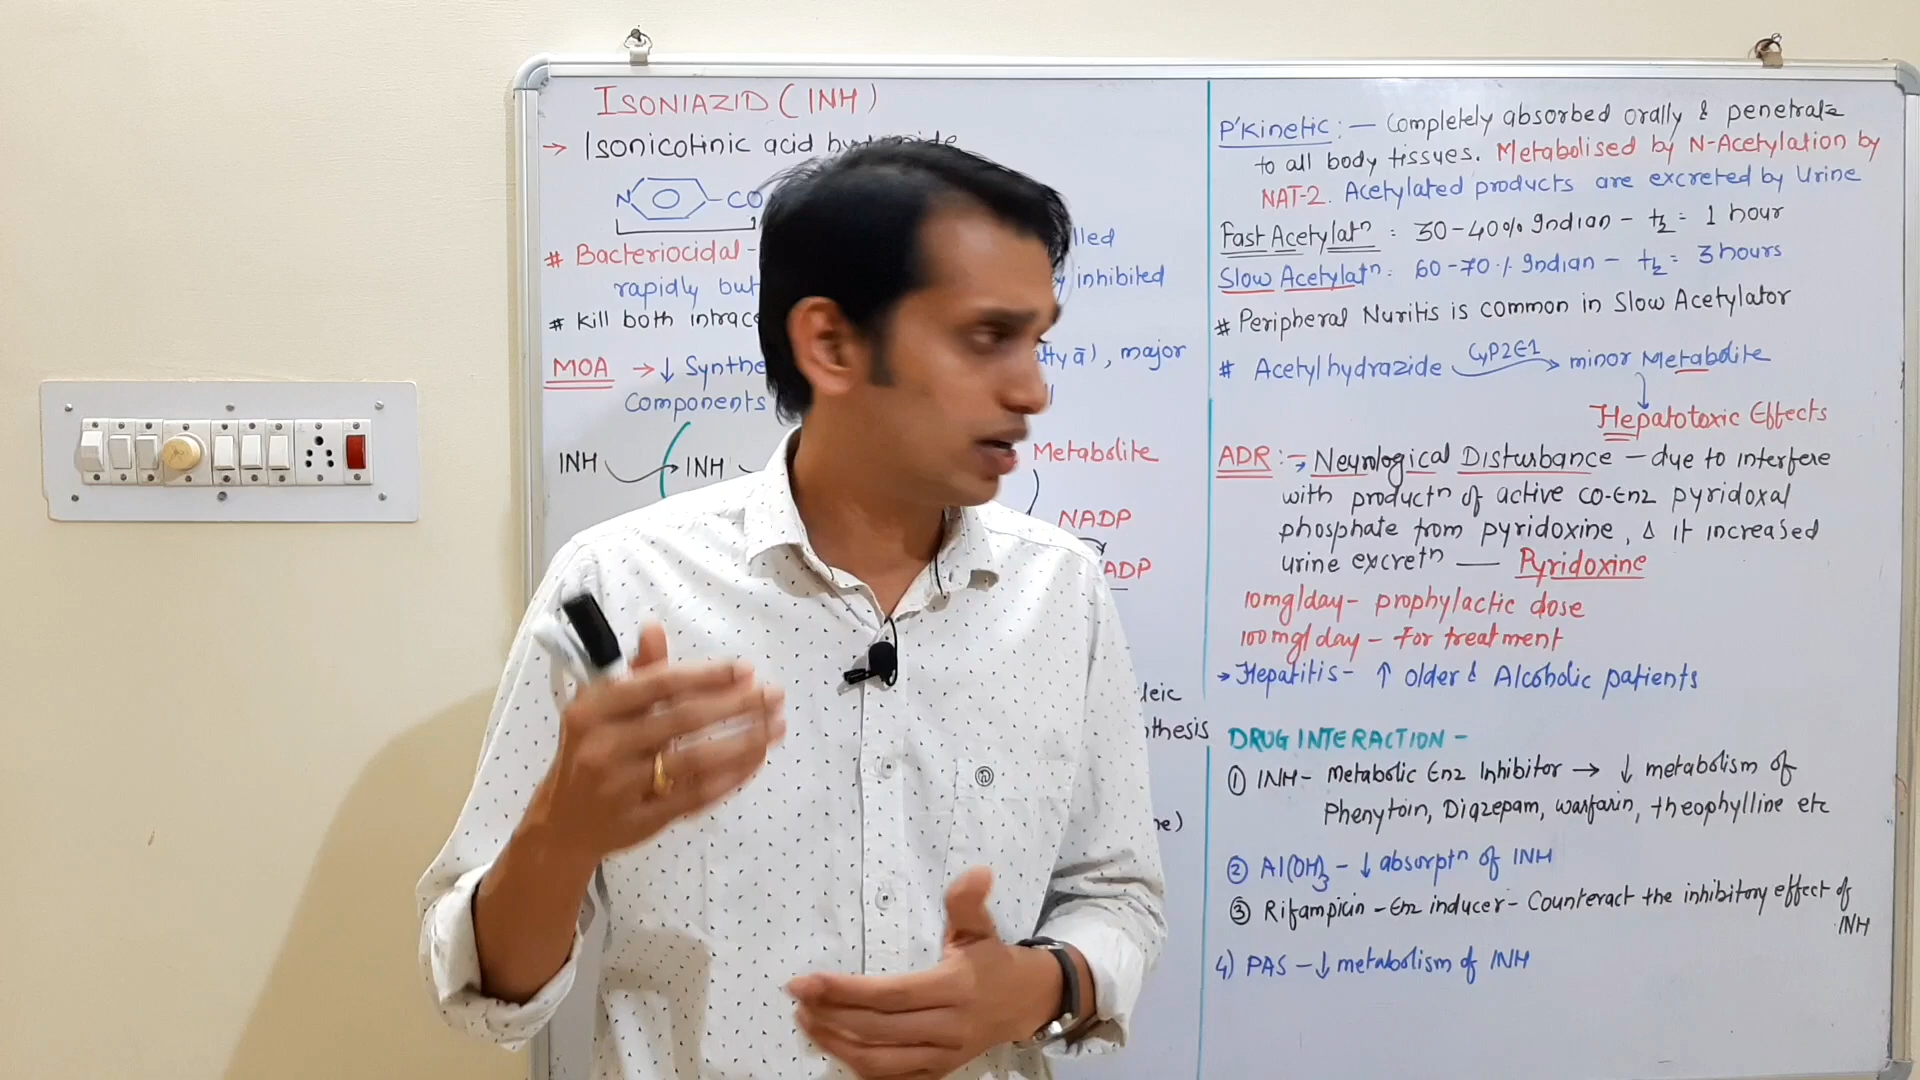 ISONIAZID (INH)
→ Isonicotinic acid
N -CO
# Bacteriocidal -
lled
rapidly but
inhibited
# Kill both
MOA → ↓
ā), major
Components
INH INH
Metabolite
NADP
ADP
P'Kinetic :— Completely absorbed orally & penetrate
to all body tissues. Metabolised by N-Acetylation by
NAT-2. Acetylated products are excreted by Urine
Fast Acetylatⁿ : 30-40% Indian - t½ = 1 hour
Slow Acetylatⁿ : 60-70% Indian - t½ = 3 hours
# Peripheral Nuritis is common in Slow Acetylator
# Acetylhydrazide CYP2E1 → minor Metabolite
↓
Hepatotoxic Effects
ADR :- → Neurological Disturbance — due to interfere
with productⁿ of active CO-Enz pyridoxal
phosphate from pyridoxine, & it increased
urine excretⁿ — Pyridoxine
10mg/day- prophylactic dose
100mg/day - For treatment
→ Hepatitis - ↑ older & Alcoholic patients
DRUG INTERACTION -
① INH- Metabolic Enz Inhibitor → ↓ metabolism of
Phenytoin, Diazepam, warfarin, theophylline etc
② Al(OH)3 - ↓ absorptⁿ of INH
③ Rifampicin - Enz inducer - Counteract the inhibitory effect of
INH
4) PAS - ↓ metabolism of INH